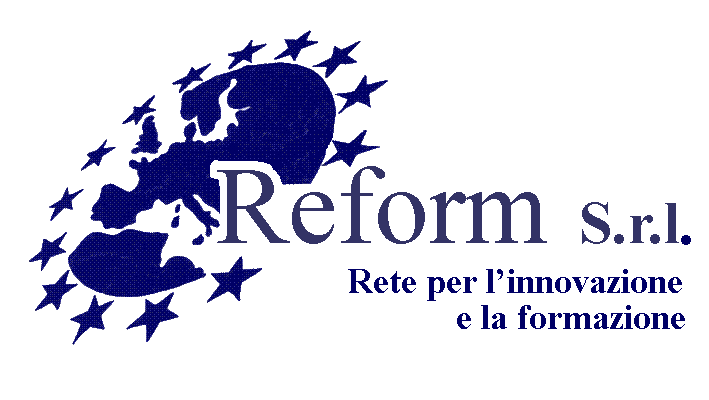 Reform S.r.l.
Rete per l’innovazione
e la formazione